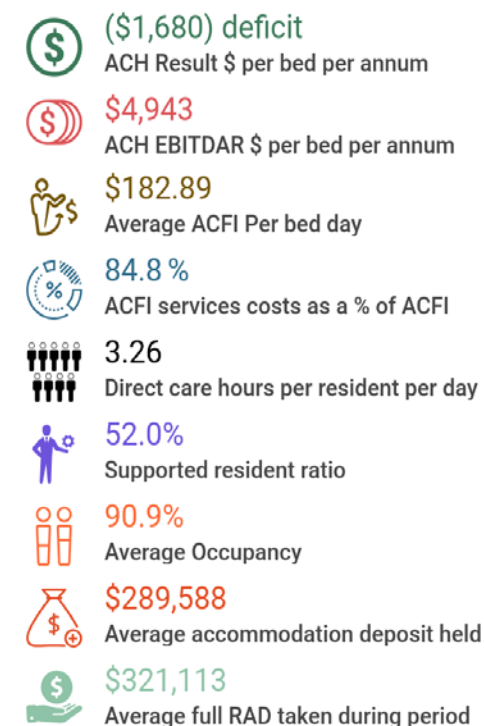 ($1,680) deficit
ACH Result $ per bed per annum
$4,943
ACH EBITDAR $ per bed per annum
$182.89
Average ACFI Per bed day
84.8 %
ACFI services costs as a % of ACFI
3.26
Direct care hours per resident per day
52.0%
Supported resident ratio
90.9%
Average Occupancy
$289,588
Average accommodation deposit held
$321,113
Average full RAD taken during period